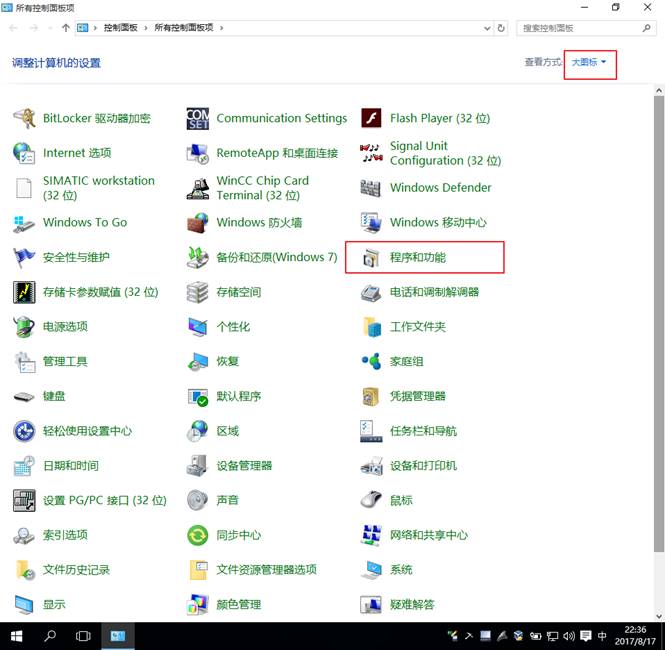 所有控制面板项
控制面板 所有控制面板项
搜索控制面板
调整计算机的设置
查看方式: 大图标
BitLocker 驱动器加密
COM
SET
Communication Settings
Flash Player (32 位)
Internet 选项
RemoteApp 和桌面连接
Signal Unit
Configuration (32 位)
SIMATIC workstation
(32 位)
WinCC Chip Card
Terminal (32 位)
Windows Defender
Windows To Go
Windows 防火墙
Windows 移动中心
安全性与维护
备份和还原(Windows 7)
程序和功能
存储卡参数赋值 (32 位)
存储空间
电话和调制解调器
电源选项
个性化
工作文件夹
管理工具
恢复
家庭组
键盘
默认程序
凭据管理器
轻松使用设置中心
区域
任务栏和导航
日期和时间
设备管理器
设备和打印机
设置 PG/PC 接口 (32 位)
声音
鼠标
索引选项
同步中心
网络和共享中心
文件历史记录
文件资源管理器选项
系统
显示
颜色管理
疑难解答
中
22:36
2017/8/17